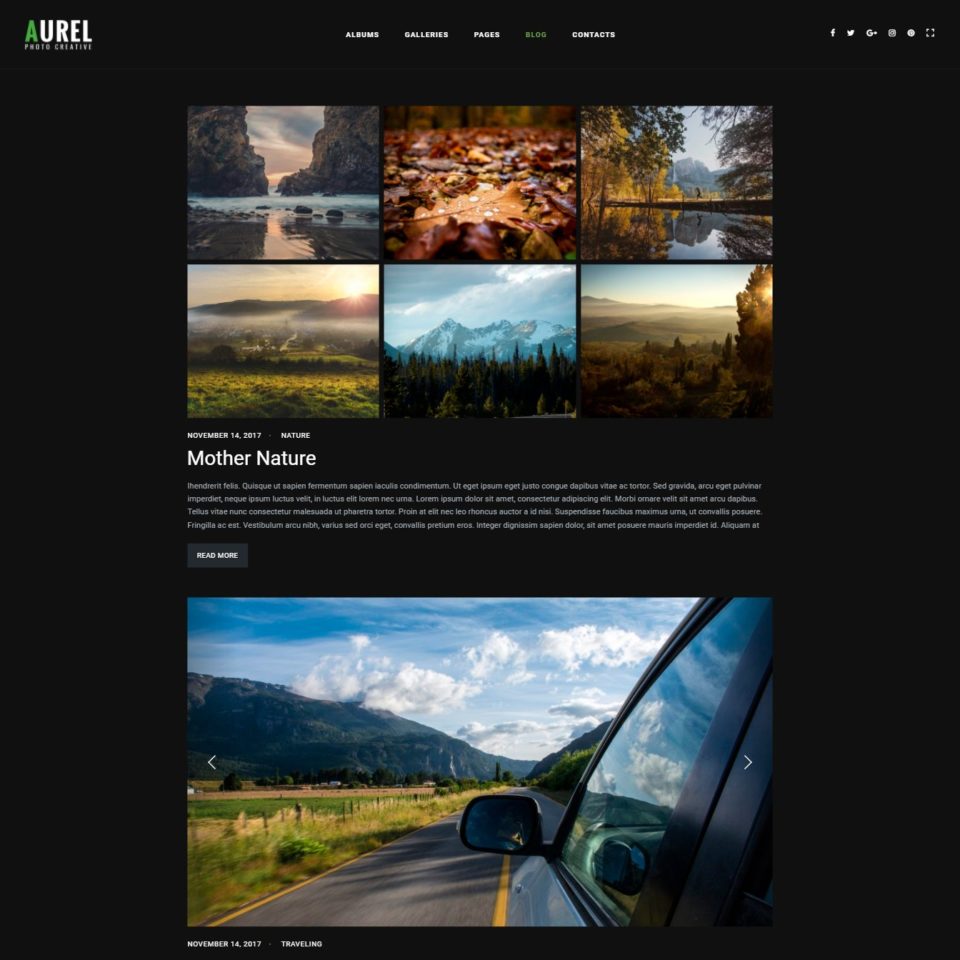 AUREL
PHOTO CREATIVE
ALBUMS GALLERIES PAGES BLOG CONTACTS
NOVEMBER 14, 2017 · NATURE
Mother Nature
Ihendrerit felis. Quisque ut sapien fermentum sapien iaculis condimentum. Ut eget ipsum eget justo congue dapibus vitae ac tortor. Sed gravida, arcu eget pulvinar
imperdiet, neque ipsum luctus velit, in luctus elit lorem nec urna. Lorem ipsum dolor sit amet, consectetur adipiscing elit. Morbi ornare velit sit amet arcu dapibus.
Tellus vitae nunc consectetur malesuada ut pharetra tortor. Proin at elit nec leo rhoncus auctor a id nisi. Suspendisse faucibus maximus urna, ut convallis posuere.
Fringilla ac est. Vestibulum arcu nibh, varius sed orci eget, convallis pretium eros. Integer dignissim sapien dolor, sit amet posuere mauris imperdiet id. Aliquam at
READ MORE
NOVEMBER 14, 2017 · TRAVELING